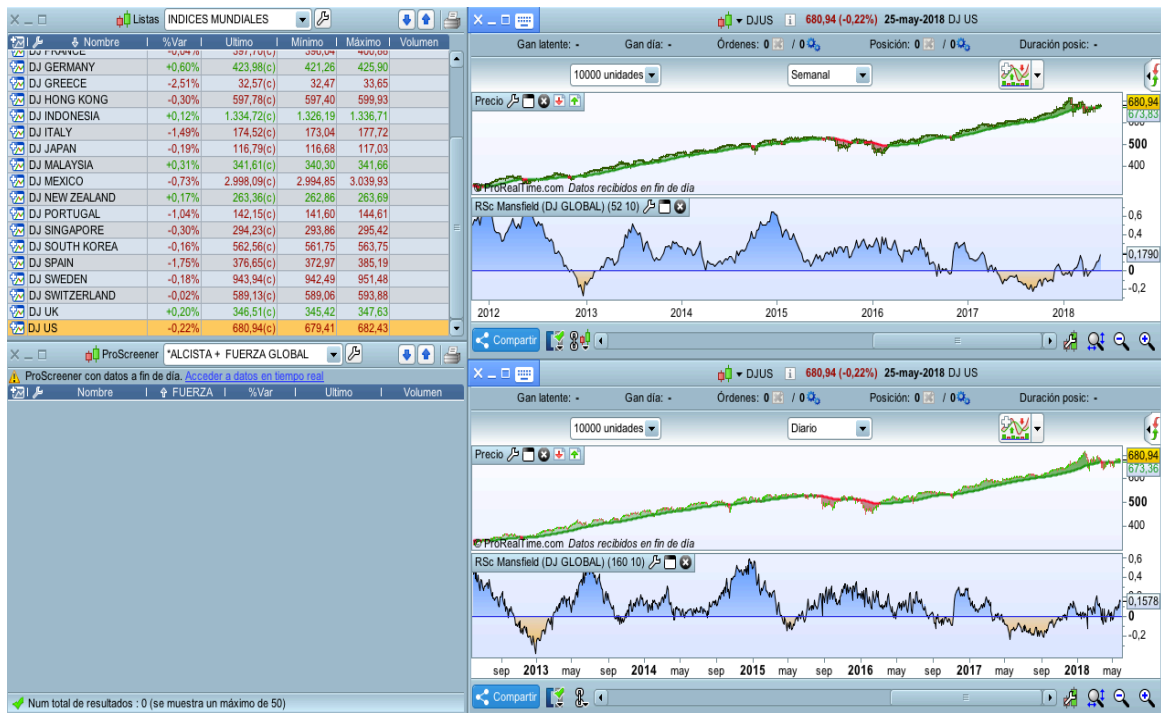 Listas INDICES MUNDIALES
Nombre %Var Ultimo Mínimo Máximo Volumen
DJ FRANCE -0,04% 397,70(c) 396,64 400,66
DJ GERMANY +0,60% 423,98(c) 421,26 425,90
DJ GREECE -2,51% 32,57(c) 32,47 33,65
DJ HONG KONG -0,30% 597,78(c) 597,40 599,93
DJ INDONESIA +0,12% 1.334,72(c) 1.326,19 1.336,71
DJ ITALY -1,49% 174,52(c) 173,04 177,72
DJ JAPAN -0,19% 116,79(c) 116,68 117,03
DJ MALAYSIA +0,31% 341,61(c) 340,30 341,66
DJ MEXICO -0,73% 2.998,09(c) 2.994,85 3.039,93
DJ NEW ZEALAND +0,17% 263,36(c) 262,86 263,69
DJ PORTUGAL -1,04% 142,15(c) 141,60 144,61
DJ SINGAPORE -0,30% 294,23(c) 293,86 295,42
DJ SOUTH KOREA -0,16% 562,56(c) 561,75 563,75
DJ SPAIN -1,75% 376,65(c) 372,97 385,19
DJ SWEDEN -0,18% 943,94(c) 942,49 951,48
DJ SWITZERLAND -0,02% 589,13(c) 589,06 593,88
DJ UK +0,20% 346,51(c) 345,42 347,63
DJ US -0,22% 680,94(c) 679,41 682,43
ProScreener *ALCISTA + FUERZA GLOBAL
ProScreener con datos a fin de día. Acceder a datos en tiempo real
Nombre FUERZA %Var Ultimo Volumen
Num total de resultados : 0 (se muestra un máximo de 50)
DJUS 680,94 (-0,22%) 25-may-2018 DJ US
Gan latente: - Gan día: - Órdenes: 0 / 0 Posición: 0 / 0 Duración posic: -
10000 unidades Semanal
Precio
680,94
673,83
600
500
400
© ProRealTime.com Datos recibidos en fin de día
RSc Mansfield (DJ GLOBAL) (52 10)
0,6
0,4
0,1790
0
-0,2
2012 2013 2014 2015 2016 2017 2018
Compartir
DJUS 680,94 (-0,22%) 25-may-2018 DJ US
Gan latente: - Gan día: - Órdenes: 0 / 0 Posición: 0 / 0 Duración posic: -
10000 unidades Diario
Precio
680,94
673,36
600
500
400
© ProRealTime.com Datos recibidos en fin de día
RSc Mansfield (DJ GLOBAL) (160 10)
0,6
0,4
0,1578
0
-0,2
sep 2013 may sep 2014 may sep 2015 may sep 2016 may sep 2017 may sep 2018 may
Compartir